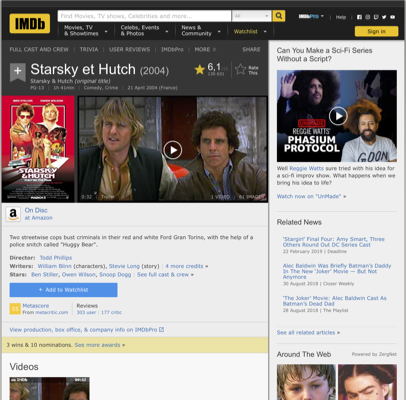 IMDb
Find Movies, TV shows, Celebrities and more...
All
IMDbPro
Help
Movies, TV
& Showtimes
Celebs, Events
& Photos
News &
Community
Watchlist
Sign in
FULL CAST AND CREW | TRIVIA | USER REVIEWS | IMDbPro | MORE
SHARE
Starsky et Hutch (2004)
Starsky & Hutch (original title)
PG-13 | 1h 41min | Comedy, Crime | 21 April 2004 (France)
6,1
Rate
This
STARSKY
& HUTCH
0:32
Trailer
1 VIDEO
61 IMAGES
On Disc
at Amazon
Two streetwise cops bust criminals in their red and white Ford Gran Torino, with the help of a
police snitch called "Huggy Bear".
Director: Todd Phillips
Writers: William Blinn (characters), Stevie Long (story) | 4 more credits »
Stars: Ben Stiller, Owen Wilson, Snoop Dogg | See full cast & crew »
+ Add to Watchlist
Metascore
From metacritic.com
Reviews
303 user | 177 critic
View production, box office, & company info on IMDbPro
3 wins & 10 nominations. See more awards »
Videos
Can You Make a Sci-Fi Series
Without a Script?
REGGIE WATTS'
PHASIUM
PROTOCOL
Well Reggie Watts sure tried with his idea for
a sci-fi improv show. What happens when we
bring his idea to life?
Watch now on "UnMade" »
Related News
'Stargirl' Final Four: Amy Smart, Three
Others Round Out DC Series Cast
22 February 2019 | Deadline
Alec Baldwin Was Briefly Batman's Daddy
In The New 'Joker' Movie — But Not
Anymore
30 August 2018 | Closer Weekly
'The Joker' Movie: Alec Baldwin Cast As
Batman's Dead Dad
28 August 2018 | The Playlist
See all related articles »
Around The Web
Powered by ZergNet